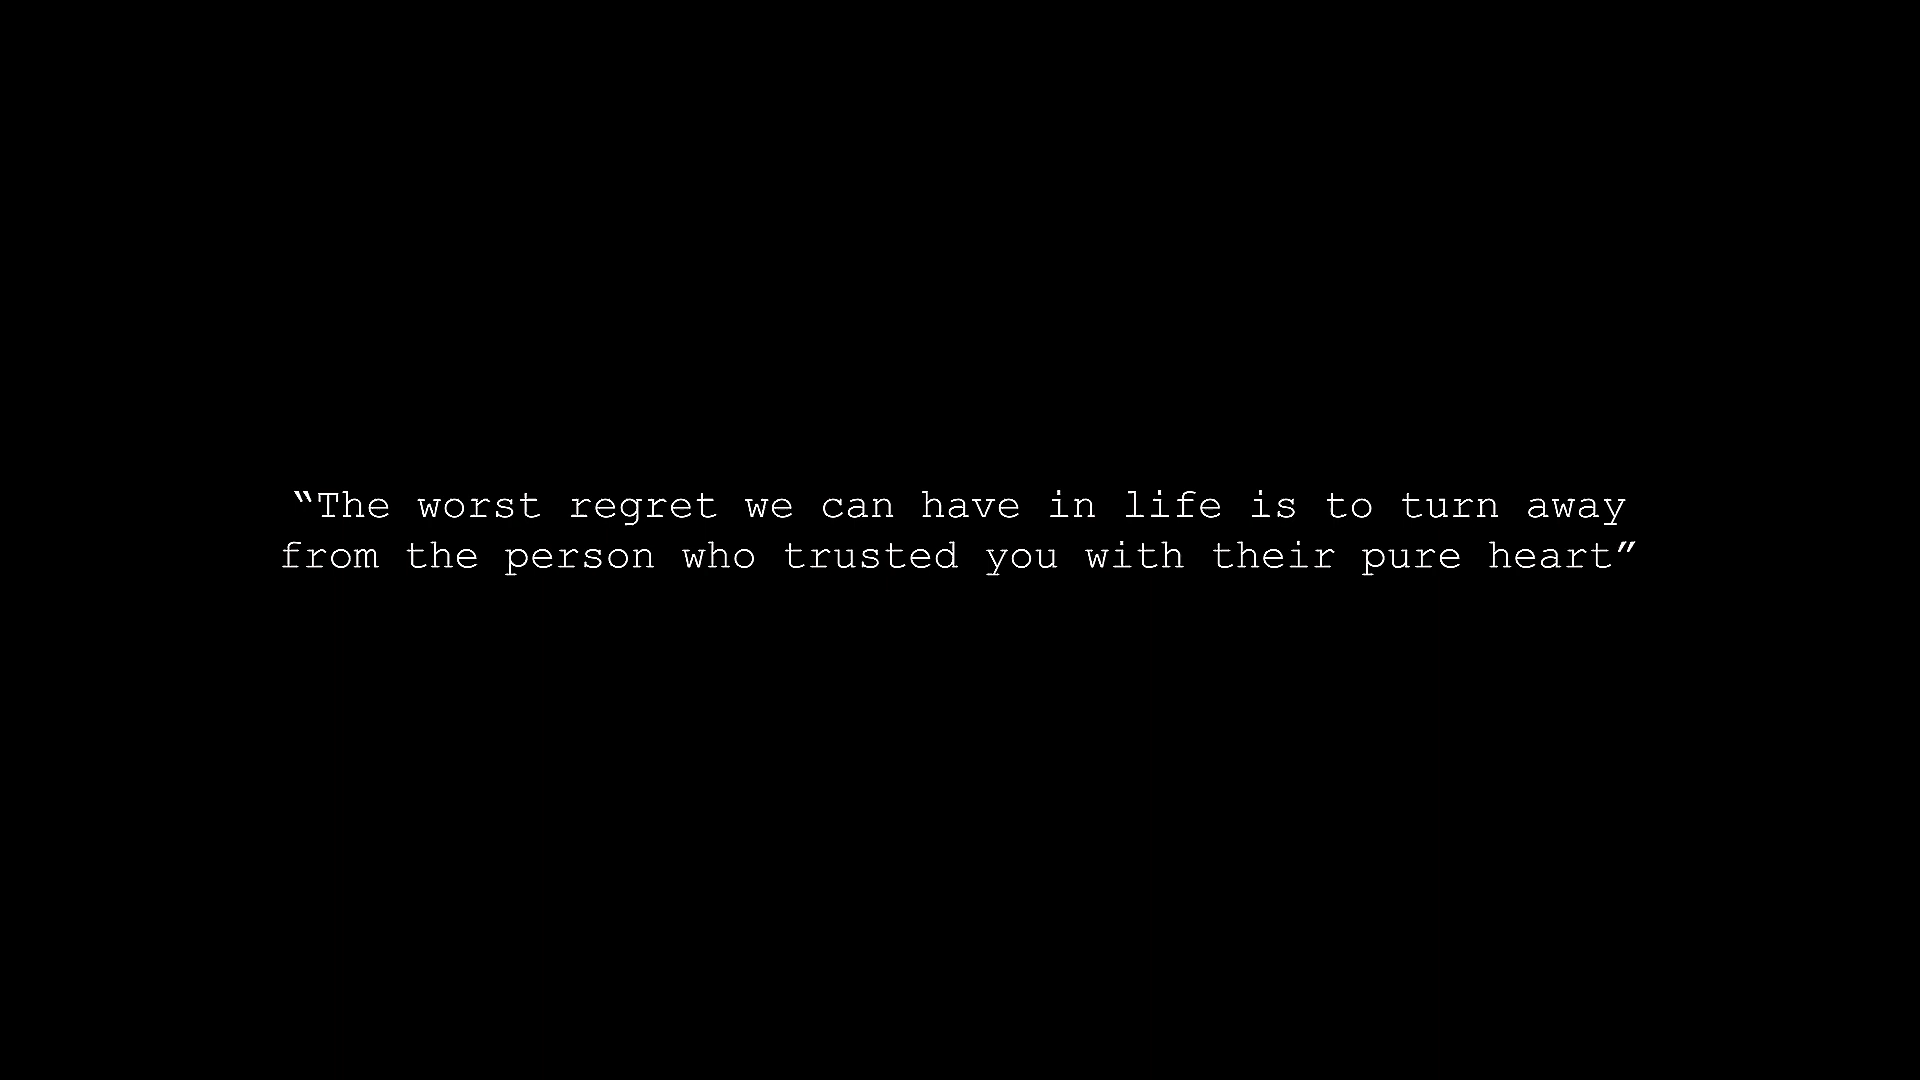 “The worst regret we can have in life is to turn away
from the person who trusted you with their pure heart”